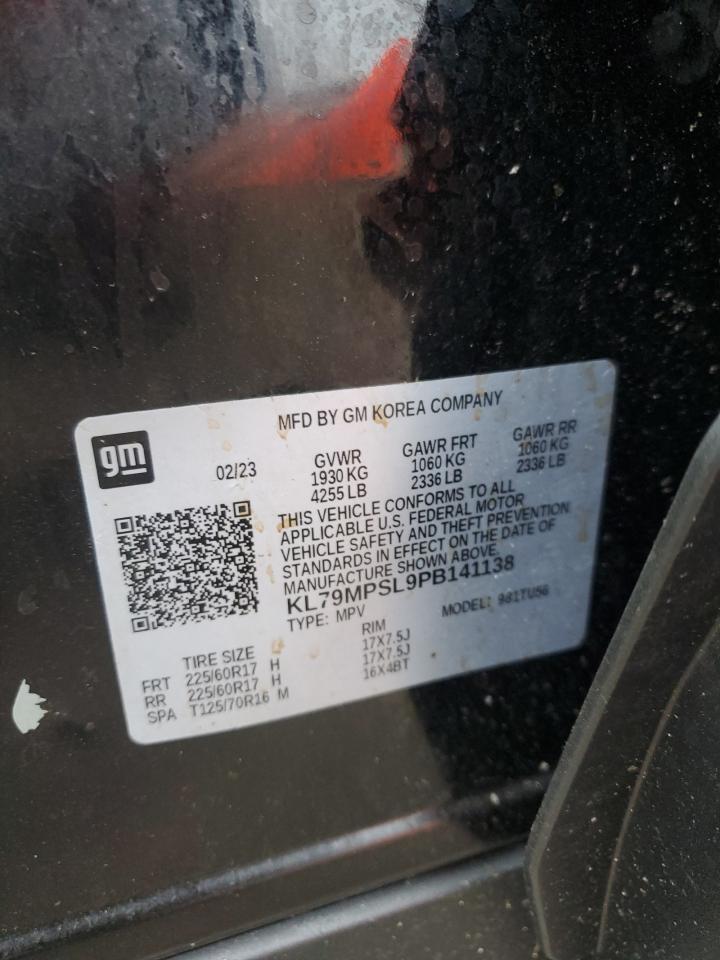 MFD BY GM KOREA COMPANY
gm
02/23
GVWR
1930 KG
4255 LB
GAWR FRT
1060 KG
2336 LB
GAWR RR
1060 KG
2336 LB
THIS VEHICLE CONFORMS TO ALL
APPLICABLE U.S. FEDERAL MOTOR
VEHICLE SAFETY AND THEFT PREVENTION
STANDARDS IN EFFECT ON THE DATE OF
MANUFACTURE SHOWN ABOVE.
KL79MPSL9PB141138
TYPE: MPV MODEL: 981TU56
TIRE SIZE RIM
FRT 225/60R17 H 17X7.5J
RR 225/60R17 H 17X7.5J
SPA T125/70R16 M 16X4BT